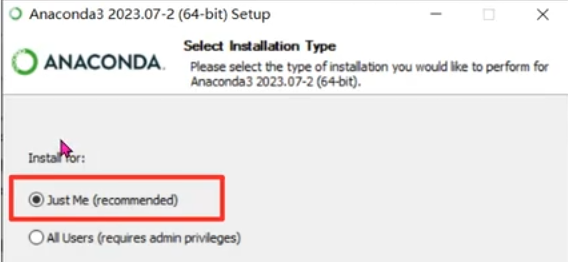 Anaconda3 2023.07-2 (64-bit) Setup
Select Installation Type
ANACONDA.
Please select the type of installation you would like to perform for
Anaconda3 2023.07-2 (64-bit).
Install for:
Just Me (recommended)
All Users (requires admin privileges)